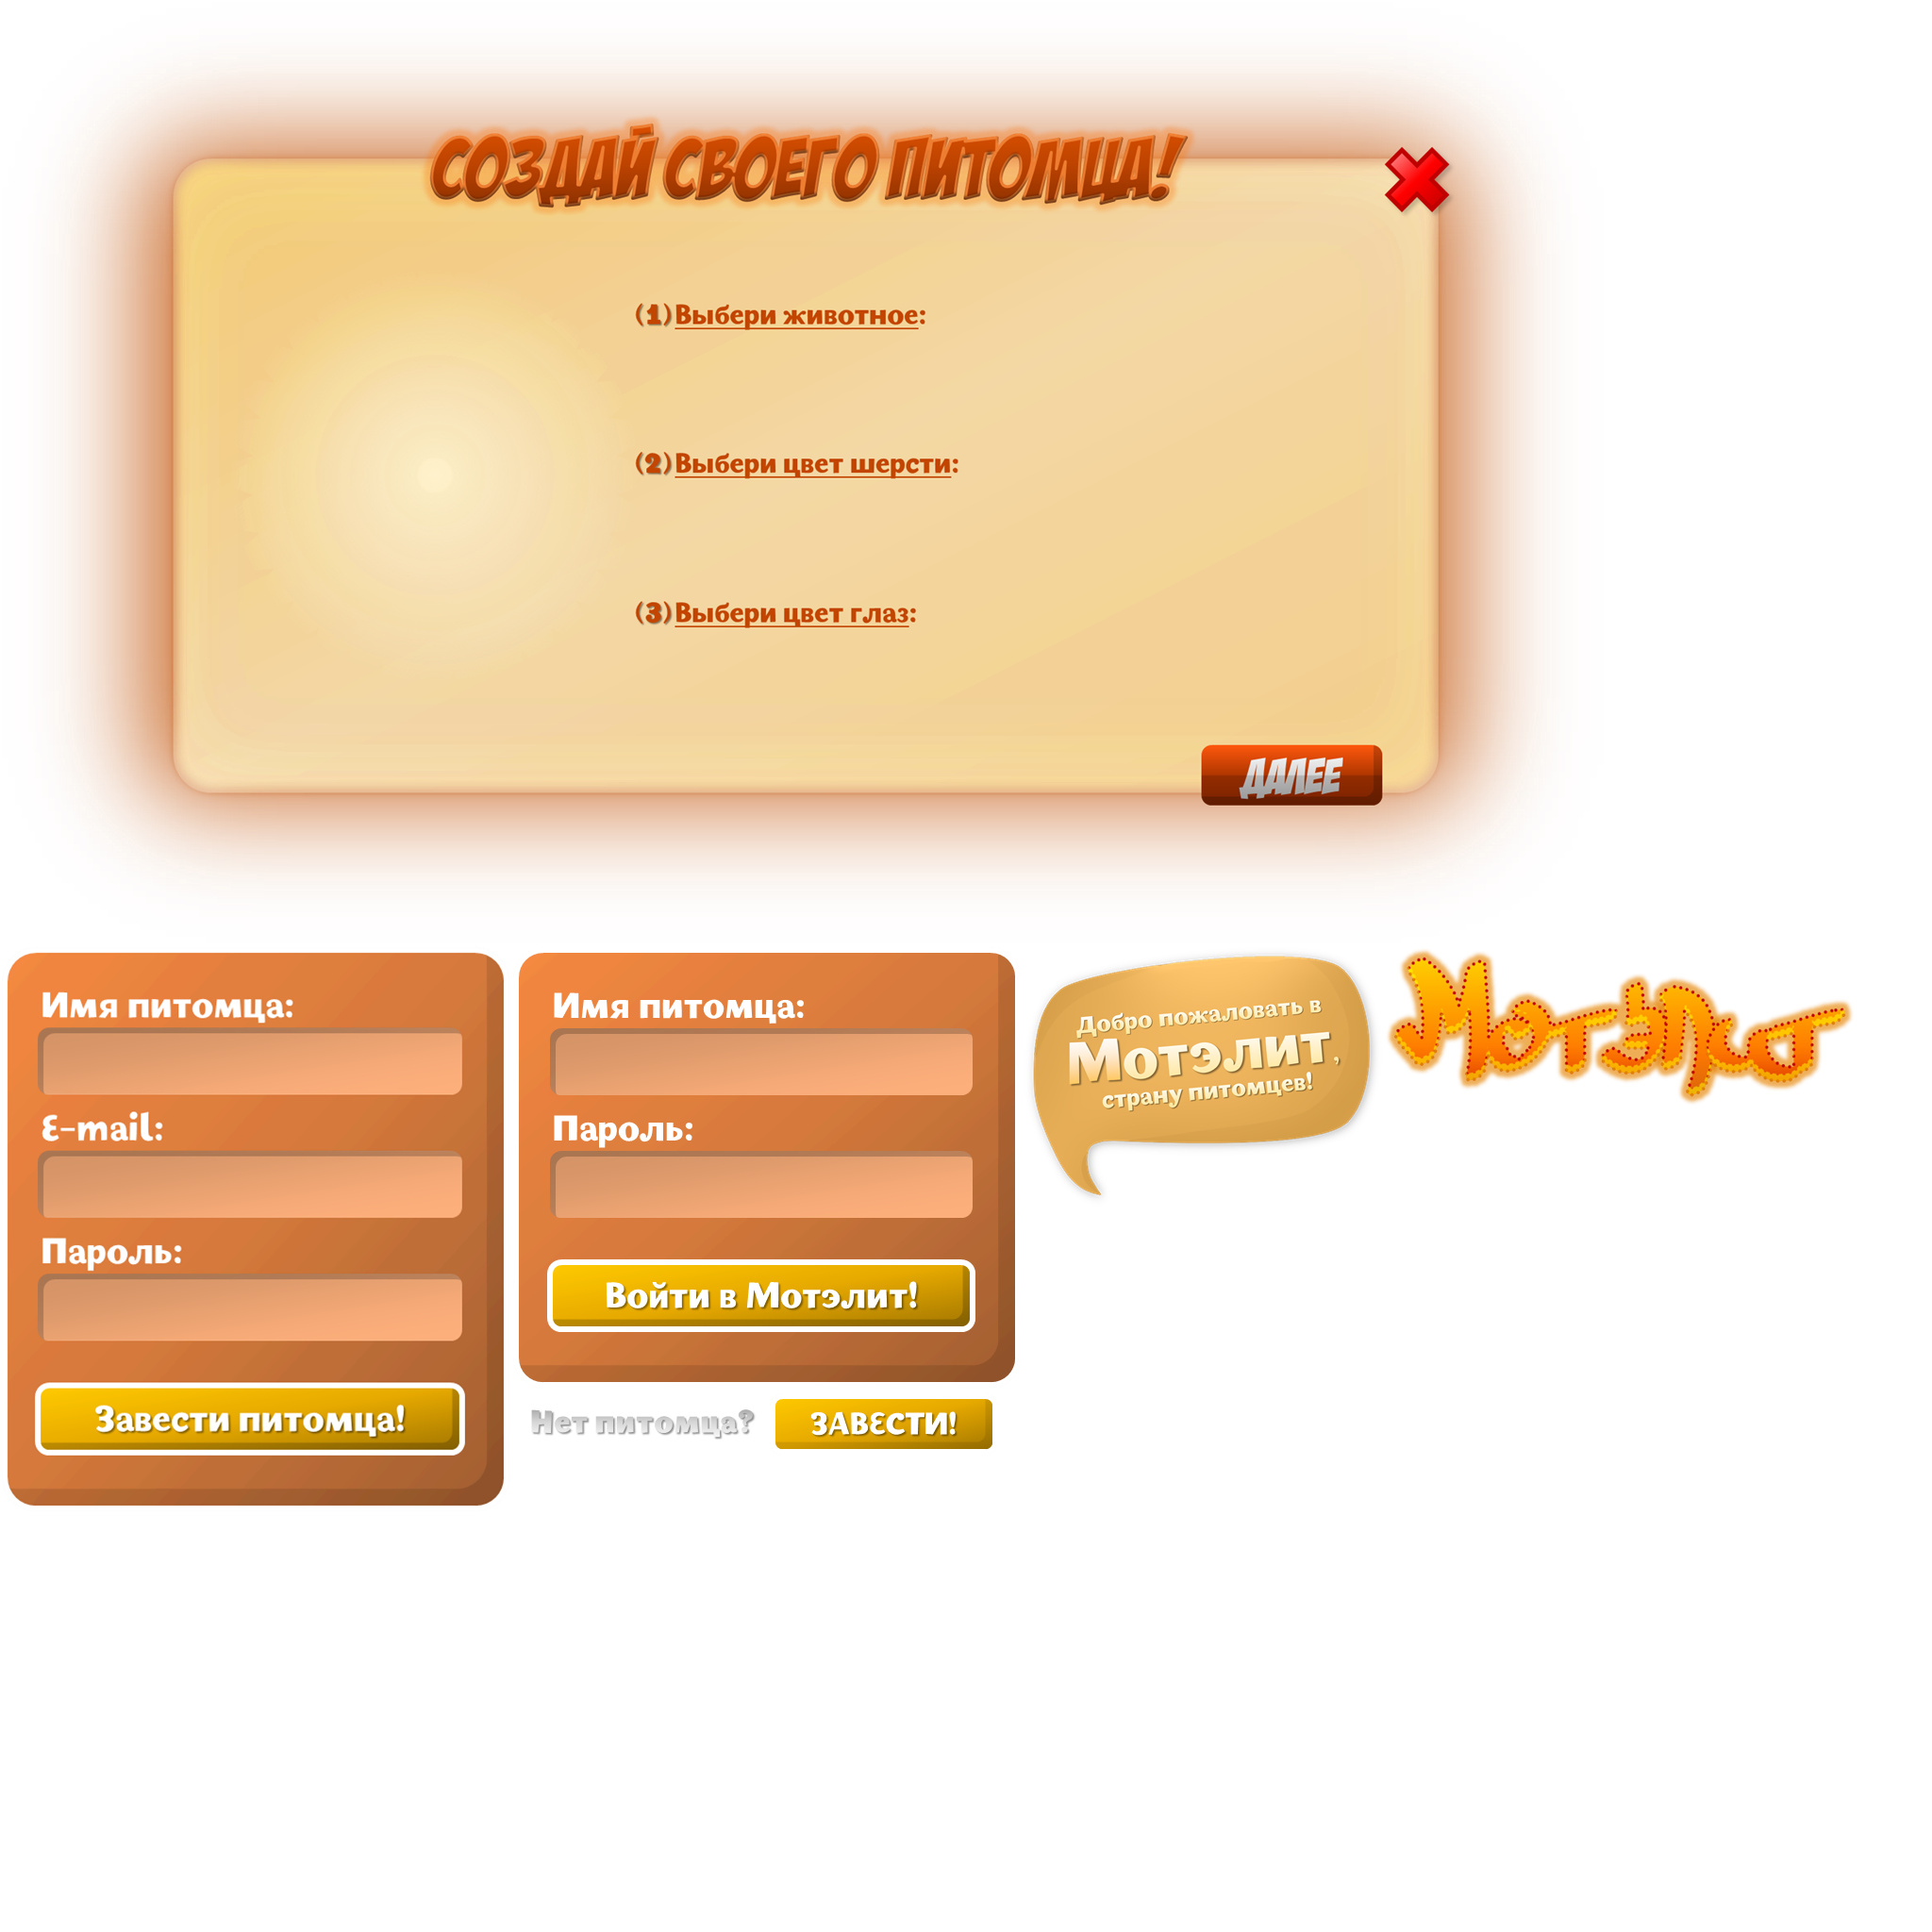 СОЗДАЙ СВОЕГО ПИТОМЦА!
(1) Выбери животное:
(2) Выбери цвет шерсти:
(3) Выбери цвет глаз:
ДАЛЕЕ
Имя питомца:
E-mail:
Пароль:
Завести питомца!
Имя питомца:
Пароль:
Войти в Мотэлит!
Нет питомца?
ЗАВЕСТИ!
Добро пожаловать в
Мотэлит,
страну питомцев!
Мотэлит